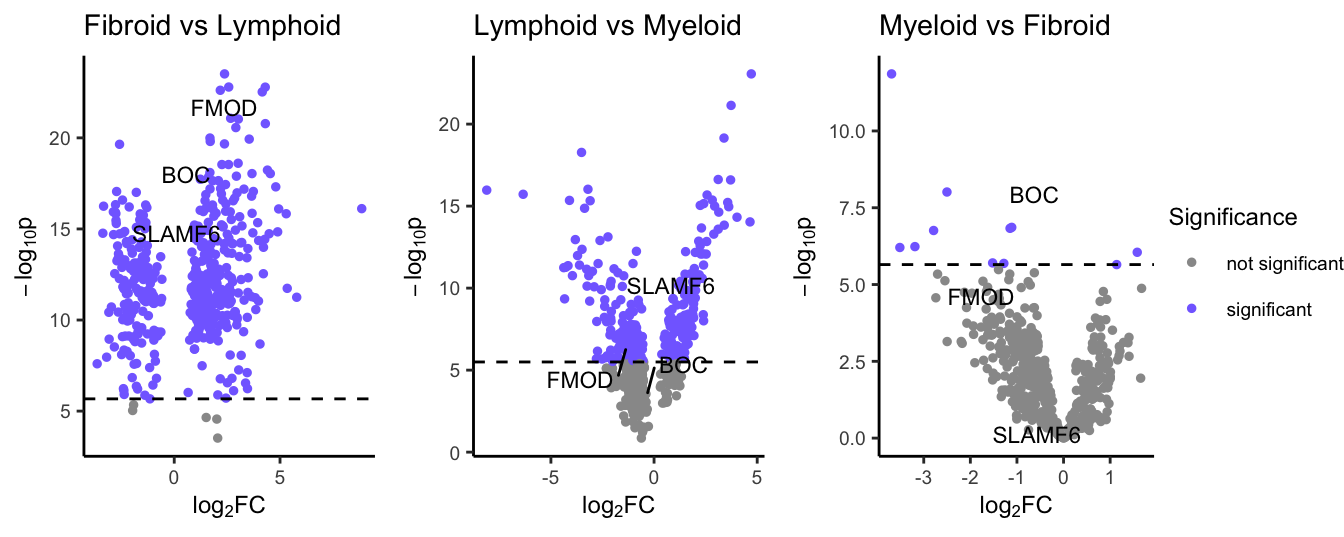 Fibroid vs Lymphoid
−log10p
20
15
10
5
0
5
log2FC
FMOD
BOC
SLAMF6
Lymphoid vs Myeloid
−log10p
20
15
10
5
0
-5
0
5
log2FC
SLAMF6
BOC
FMOD
Myeloid vs Fibroid
−log10p
10.0
7.5
5.0
2.5
0.0
-3
-2
-1
0
1
log2FC
BOC
FMOD
SLAMF6
Significance
not significant
significant